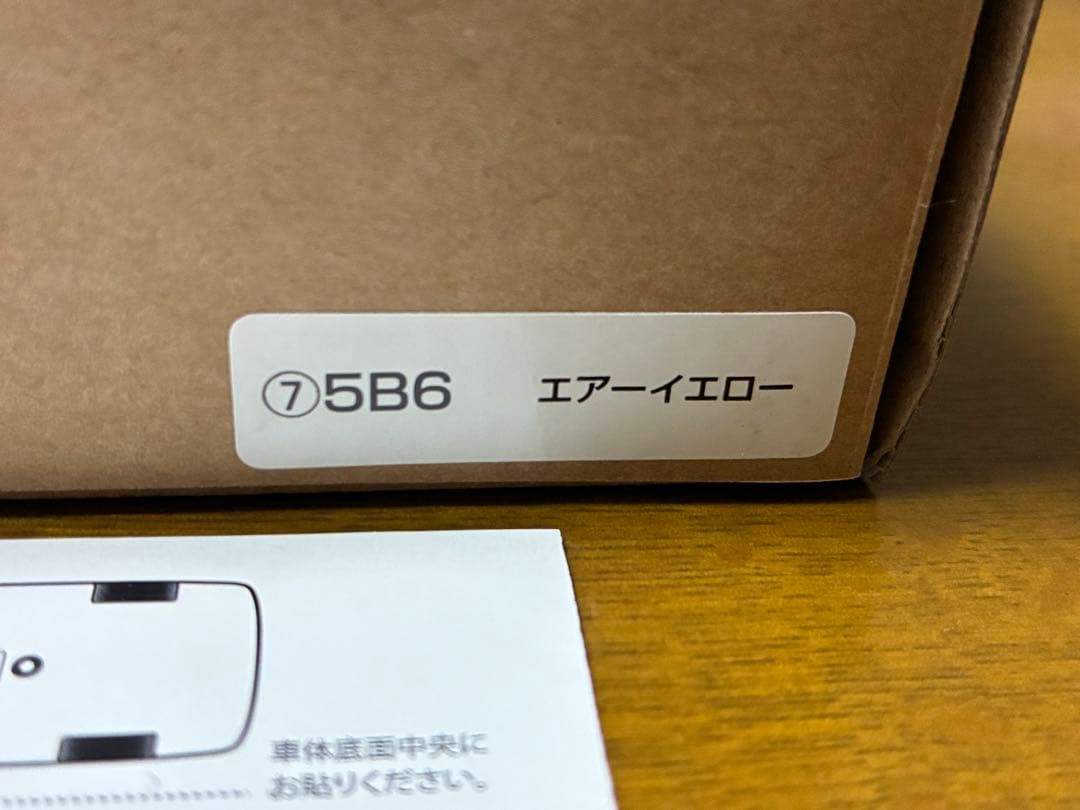 ⑦5B6 エアーイエロー
車体底面中央に
お貼りください。